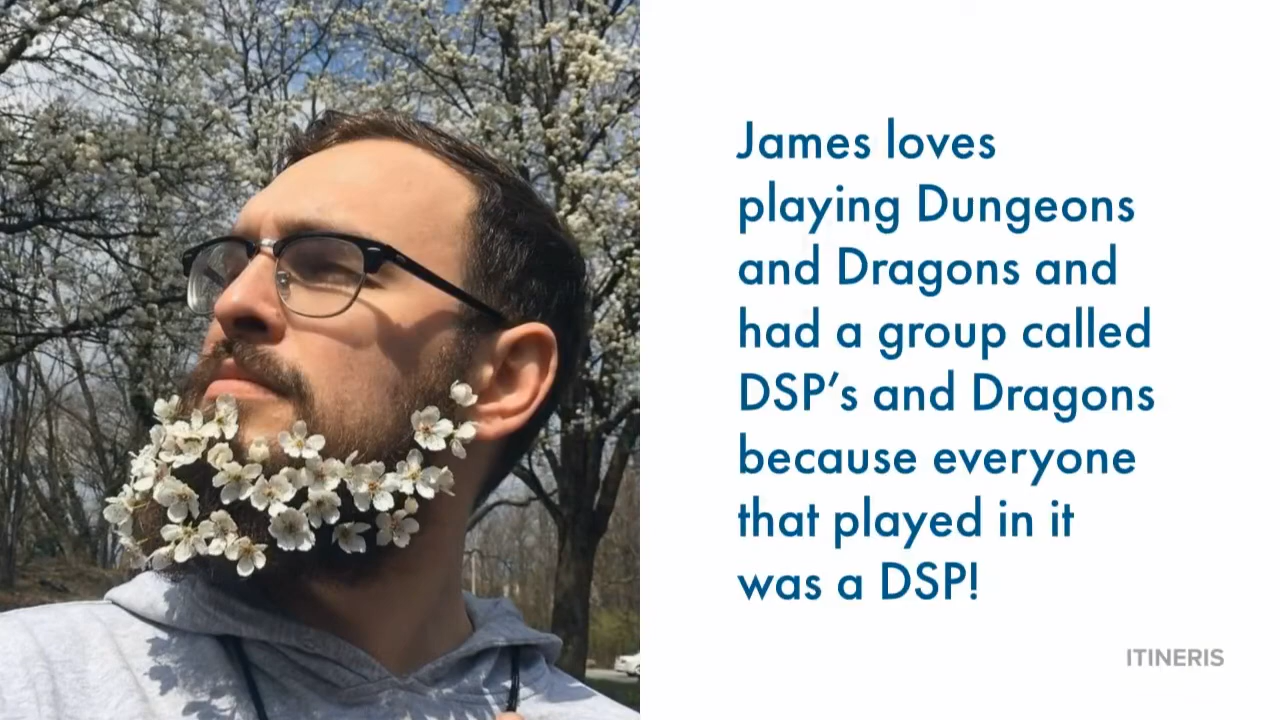 James loves
playing Dungeons
and Dragons and
had a group called
DSP’s and Dragons
because everyone
that played in it
was a DSP!
ITINERIS